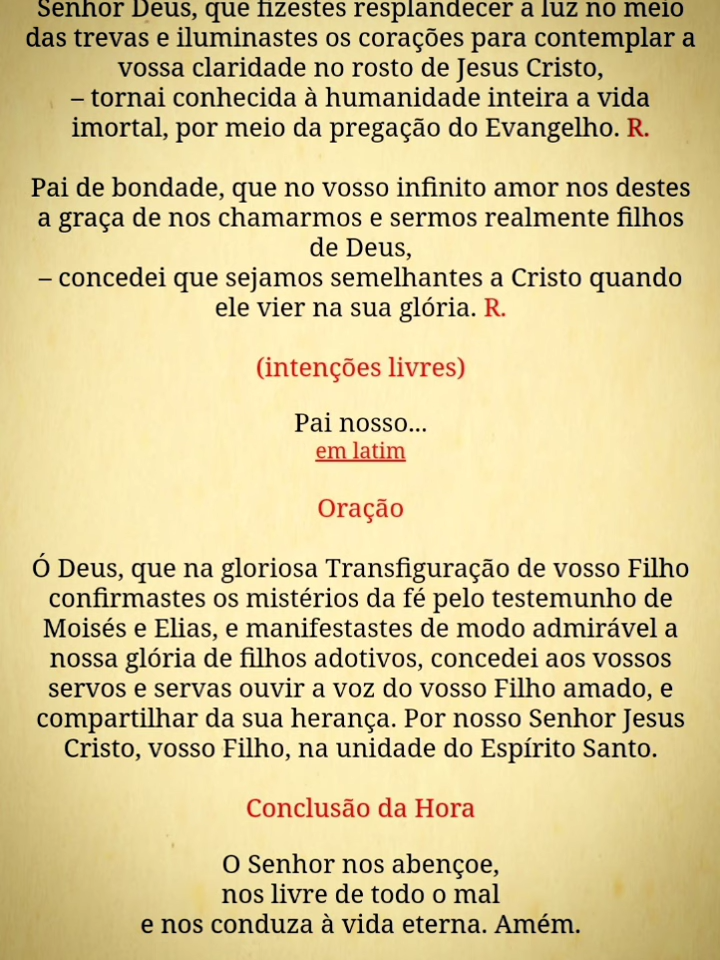 Senhor Deus, que fizestes resplandecer a luz no meio
das trevas e iluminastes os corações para contemplar a
vossa claridade no rosto de Jesus Cristo,
– tornai conhecida à humanidade inteira a vida
imortal, por meio da pregação do Evangelho. R.
Pai de bondade, que no vosso infinito amor nos destes
a graça de nos chamarmos e sermos realmente filhos
de Deus,
– concedei que sejamos semelhantes a Cristo quando
ele vier na sua glória. R.
(intenções livres)
Pai nosso...
em latim
Oração
Ó Deus, que na gloriosa Transfiguração de vosso Filho
confirmastes os mistérios da fé pelo testemunho de
Moisés e Elias, e manifestastes de modo admirável a
nossa glória de filhos adotivos, concedei aos vossos
servos e servas ouvir a voz do vosso Filho amado, e
compartilhar da sua herança. Por nosso Senhor Jesus
Cristo, vosso Filho, na unidade do Espírito Santo.
Conclusão da Hora
O Senhor nos abençoe,
nos livre de todo o mal
e nos conduza à vida eterna. Amém.